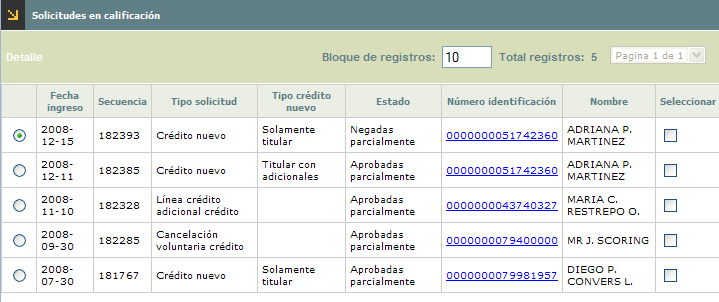 Solicitudes en calificación
Detalle Bloque de registros: 10 Total registros: 5 Pagina 1 de 1
Fecha ingreso Secuencia Tipo solicitud Tipo crédito nuevo Estado Número identificación Nombre Seleccionar
2008-12-15 182393 Crédito nuevo Solamente titular Negadas parcialmente 0000000051742360 ADRIANA P. MARTINEZ
2008-12-11 182385 Crédito nuevo Titular con adicionales Aprobadas parcialmente 0000000051742360 ADRIANA P. MARTINEZ
2008-11-10 182328 Línea crédito adicional crédito Aprobadas parcialmente 0000000043740327 MARIA C. RESTREPO O.
2008-09-30 182285 Cancelación voluntaria crédito Aprobadas parcialmente 0000000079400000 MR J. SCORING
2008-07-30 181767 Crédito nuevo Solamente titular Aprobadas parcialmente 0000000079981957 DIEGO P. CONVERS L.